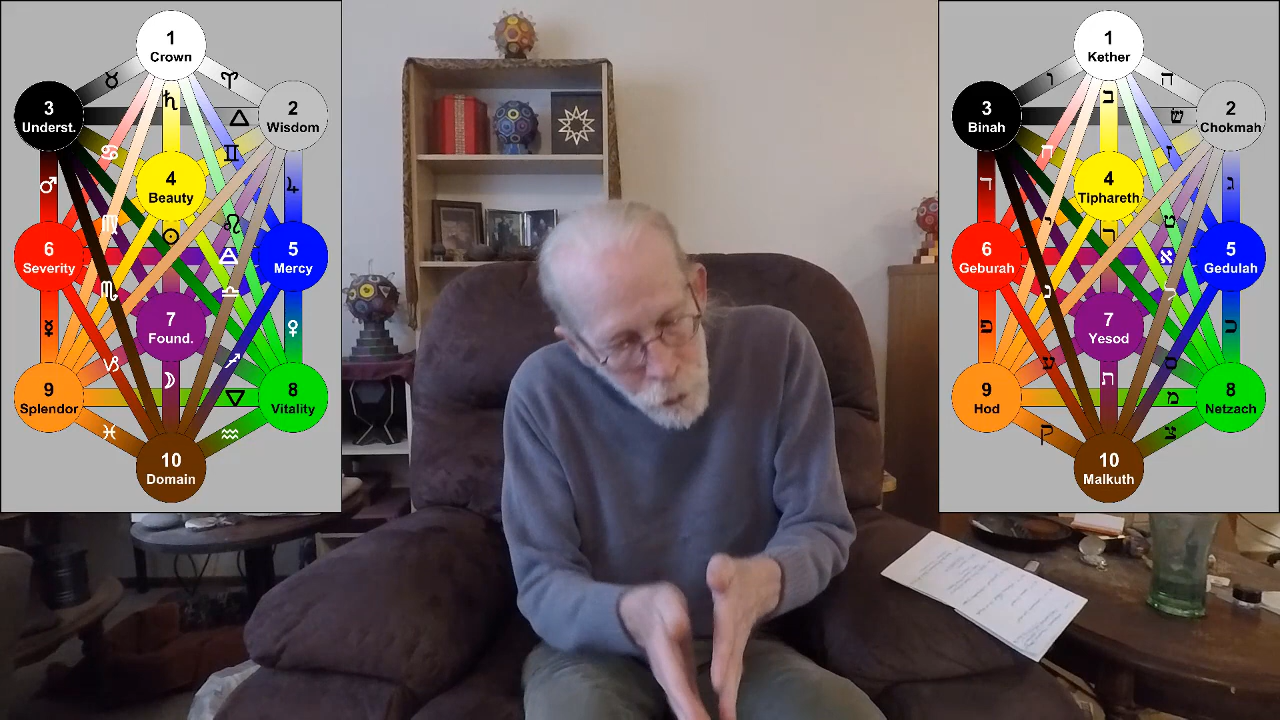 1
Crown
♉ ♈
♄
3
Underst.
△
2
Wisdom
♋ ♊
4
Beauty
♂ ♃
♍ ♌
☉
6
Severity
5
Mercy
♏ ♎
7
Found.
☿ ♀
♑ ♐
☽
9
Splendor
▽
8
Vitality
♓ ♒
10
Domain
1
Kether
ו ה
ב
3
Binah
ש
2
Chokmah
ח ז
4
Tiphareth
ד ג
י ט
ר
6
Geburah
א
5
Gedulah
נ ל
7
Yesod
פ כ
ע ס
ת
9
Hod
מ
8
Netzach
ק צ
10
Malkuth